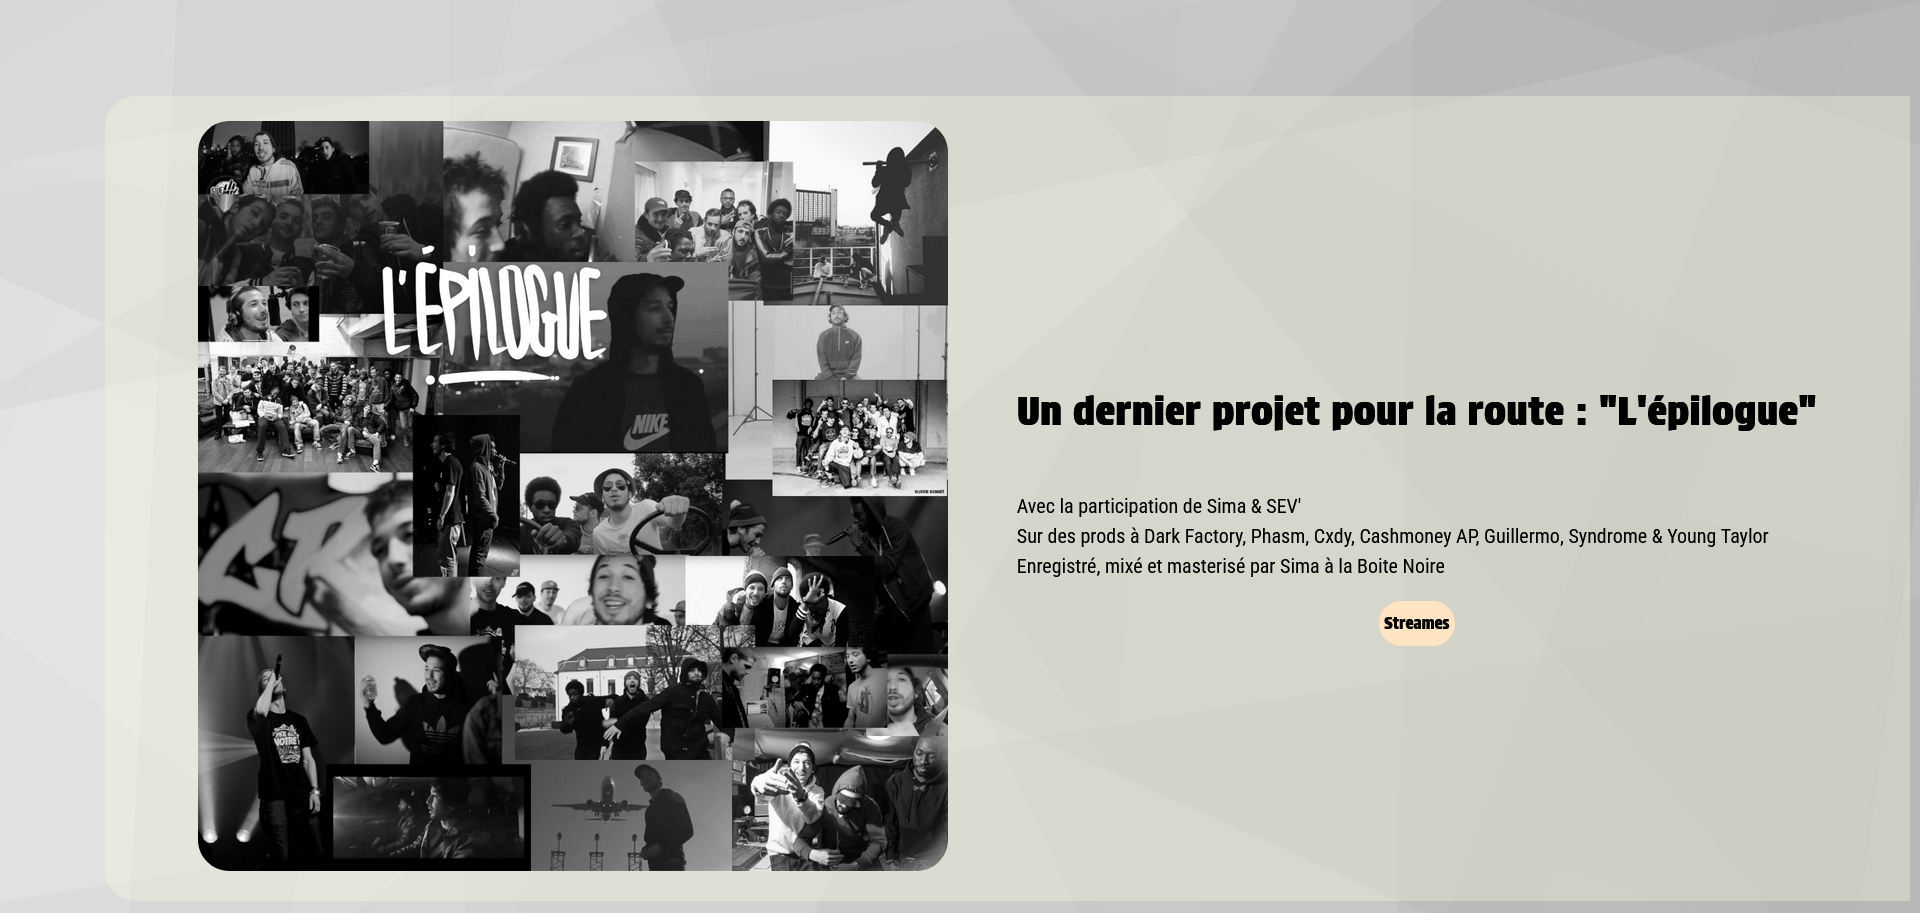 L'ÉPILOGUE
NIKE
OLIVIER DONNET
NOTRE
Un dernier projet pour la route : "L'épilogue"
Avec la participation de Sima & SEV'
Sur des prods à Dark Factory, Phasm, Cxdy, Cashmoney AP, Guillermo, Syndrome & Young Taylor
Enregistré, mixé et masterisé par Sima à la Boite Noire
Streames